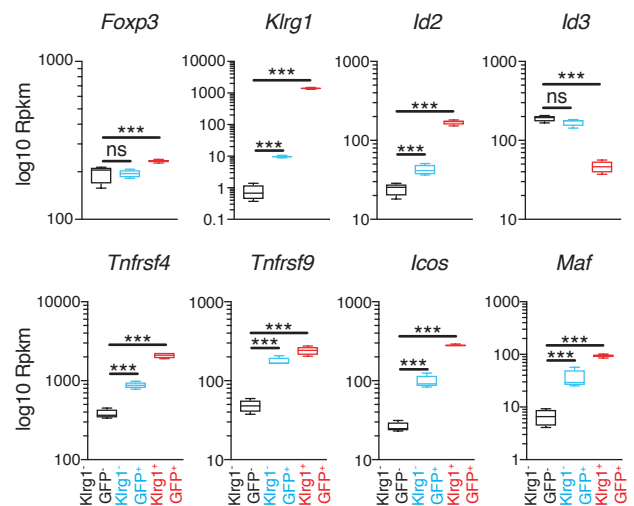 Foxp3
Klrg1
Id2
Id3
log10 Rpkm
1000
100
ns
***
10000
1000
100
10
1
0.1
***
***
1000
100
10
***
***
1000
100
10
ns
***
Tnfrsf4
Tnfrsf9
Icos
Maf
log10 Rpkm
10000
1000
100
***
***
1000
100
10
***
***
1000
100
10
***
***
1000
100
10
1
***
***
Klrg1-
GFP-
Klrg1-
GFP+
Klrg1+
GFP+
Klrg1-
GFP-
Klrg1-
GFP+
Klrg1+
GFP+
Klrg1-
GFP-
Klrg1-
GFP+
Klrg1+
GFP+
Klrg1-
GFP-
Klrg1-
GFP+
Klrg1+
GFP+